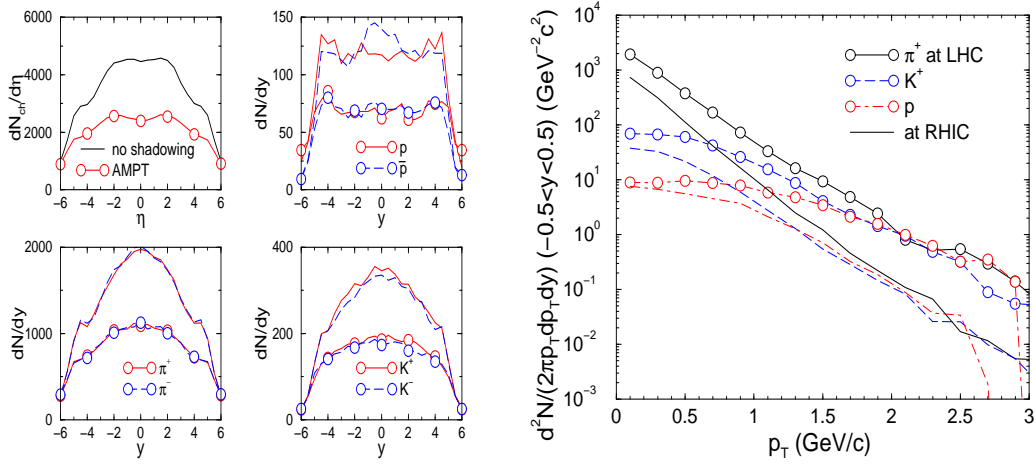 6000
4000
2000
0
dN_ch/dη
no shadowing
AMPT
−6 −4 −2 0 2 4 6
η
150
125
100
75
50
25
0
dN/dy
p
p̅
−6 −4 −2 0 2 4 6
y
2000
1000
0
dN/dy
π⁺
π⁻
−6 −4 −2 0 2 4 6
y
400
200
0
dN/dy
K⁺
K⁻
−6 −4 −2 0 2 4 6
y
10⁴
10³
10²
10¹
10⁰
10⁻¹
10⁻²
10⁻³
d²N/(2πp_Tdp_Tdy) (−0.5<y<0.5) (GeV⁻²c²)
π⁺ at LHC
K⁺
p
at RHIC
0 0.5 1 1.5 2 2.5 3
p_T (GeV/c)